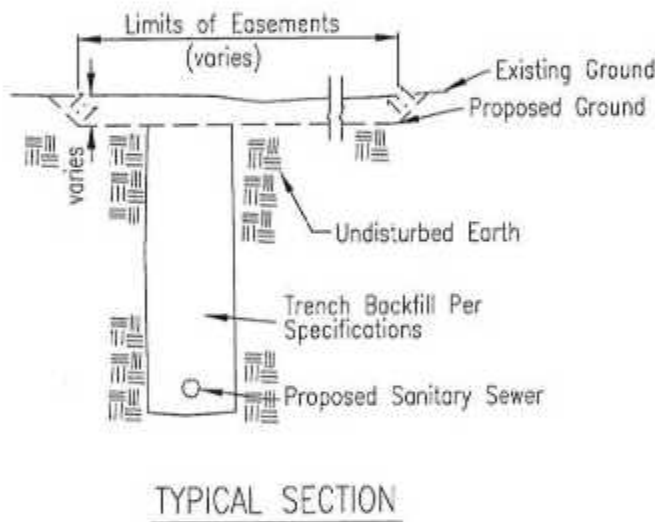 Limits of Easements
(varies)
Existing Ground
Proposed Ground
varies
Undisturbed Earth
Trench Backfill Per
Specifications
Proposed Sanitary Sewer
TYPICAL SECTION